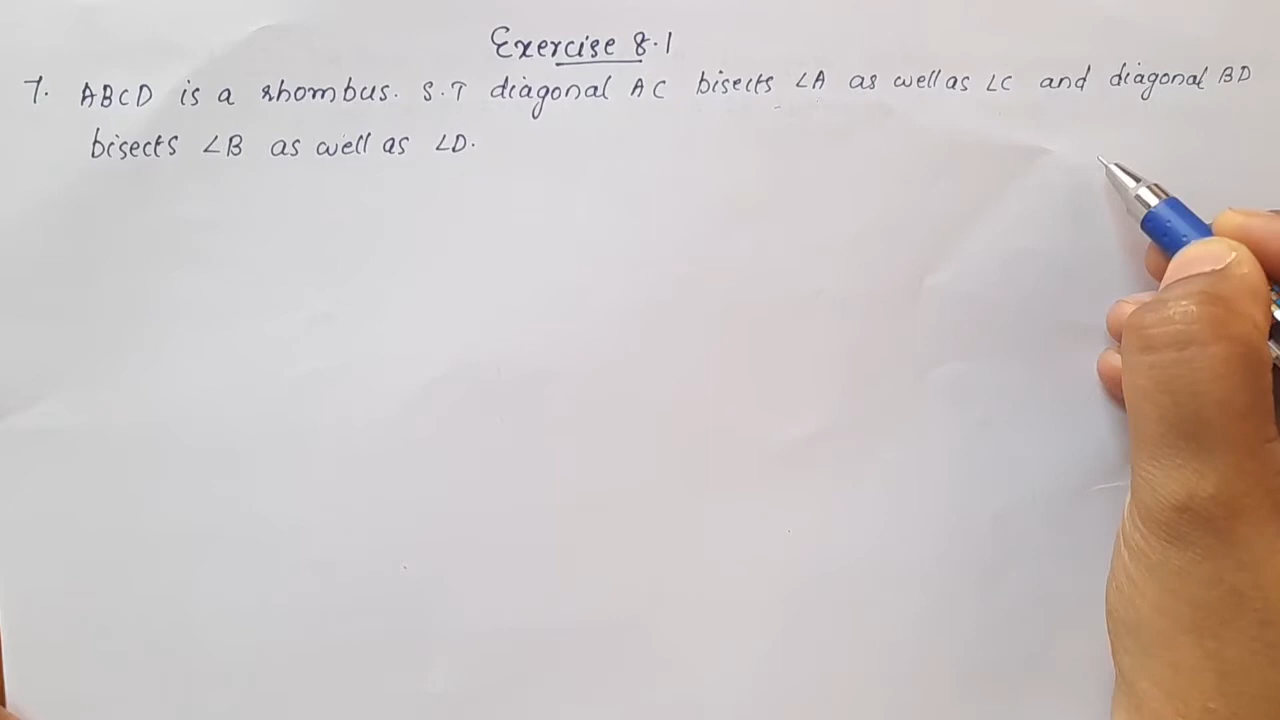 Exercise 8.1
7. ABCD is a rhombus. S.T diagonal AC bisects ∠A as well as ∠C and diagonal BD
bisects ∠B as well as ∠D.